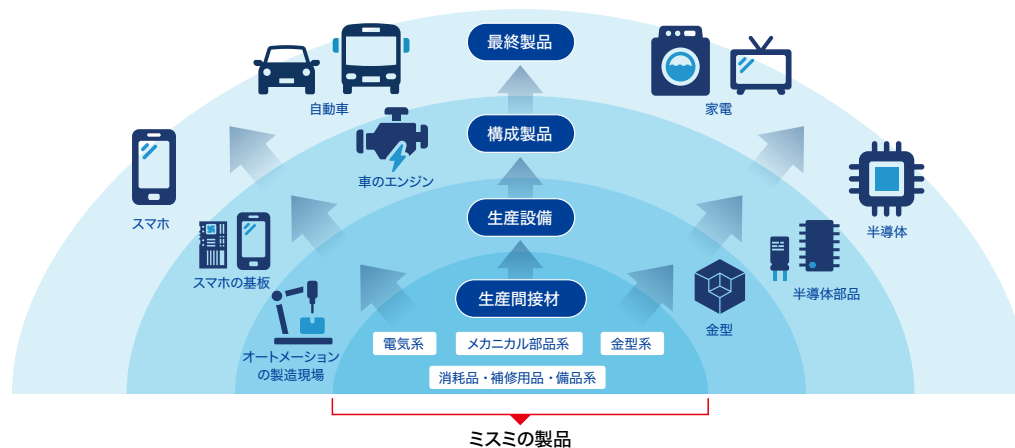 最終製品
自動車
家電
構成製品
車のエンジン
スマホ
半導体
生産設備
スマホの基板
半導体部品
生産間接材
金型
電気系
メカニカル部品系
金型系
オートメーション
の製造現場
消耗品・補修用品・備品系
ミスミの製品